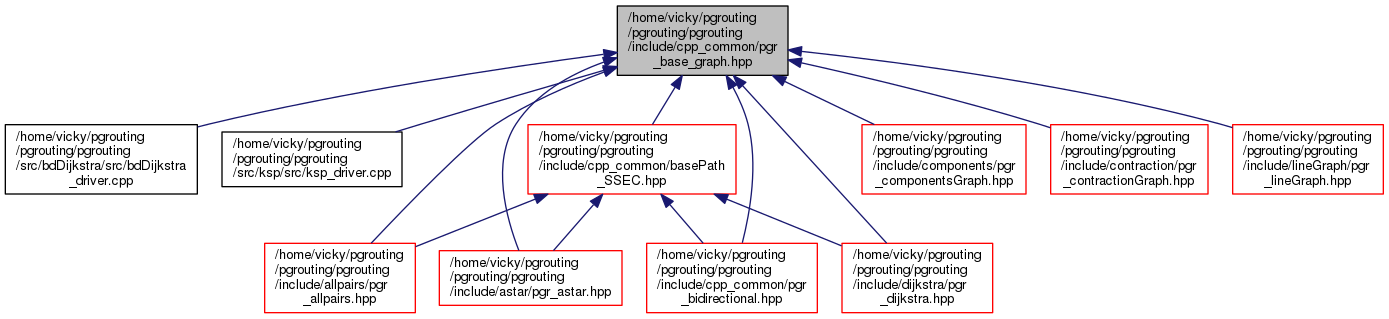 /home/vicky/pgrouting
/pgrouting/pgrouting
/include/cpp_common/pgr
_base_graph.hpp
/home/vicky/pgrouting
/pgrouting/pgrouting
/src/bdDijkstra/src/bdDijkstra
_driver.cpp
/home/vicky/pgrouting
/pgrouting/pgrouting
/src/ksp/src/ksp_driver.cpp
/home/vicky/pgrouting
/pgrouting/pgrouting
/include/cpp_common/basePath
_SSEC.hpp
/home/vicky/pgrouting
/pgrouting/pgrouting
/include/components/pgr
_componentsGraph.hpp
/home/vicky/pgrouting
/pgrouting/pgrouting
/include/contraction/pgr
_contractionGraph.hpp
/home/vicky/pgrouting
/pgrouting/pgrouting
/include/lineGraph/pgr
_lineGraph.hpp
/home/vicky/pgrouting
/pgrouting/pgrouting
/include/allpairs/pgr
_allpairs.hpp
/home/vicky/pgrouting
/pgrouting/pgrouting
/include/astar/pgr_astar.hpp
/home/vicky/pgrouting
/pgrouting/pgrouting
/include/cpp_common/pgr
_bidirectional.hpp
/home/vicky/pgrouting
/pgrouting/pgrouting
/include/dijkstra/pgr
_dijkstra.hpp